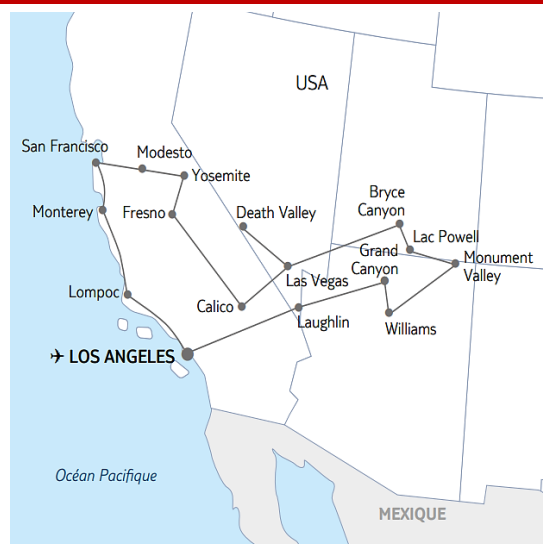 USA
San Francisco
Modesto
Yosemite
Bryce
Canyon
Monterey
Fresno
Death Valley
Lac Powell
Grand
Canyon
Monument
Valley
Las Vegas
Lompoc
Calico
Laughlin
Williams
LOS ANGELES
Océan Pacifique
MEXIQUE